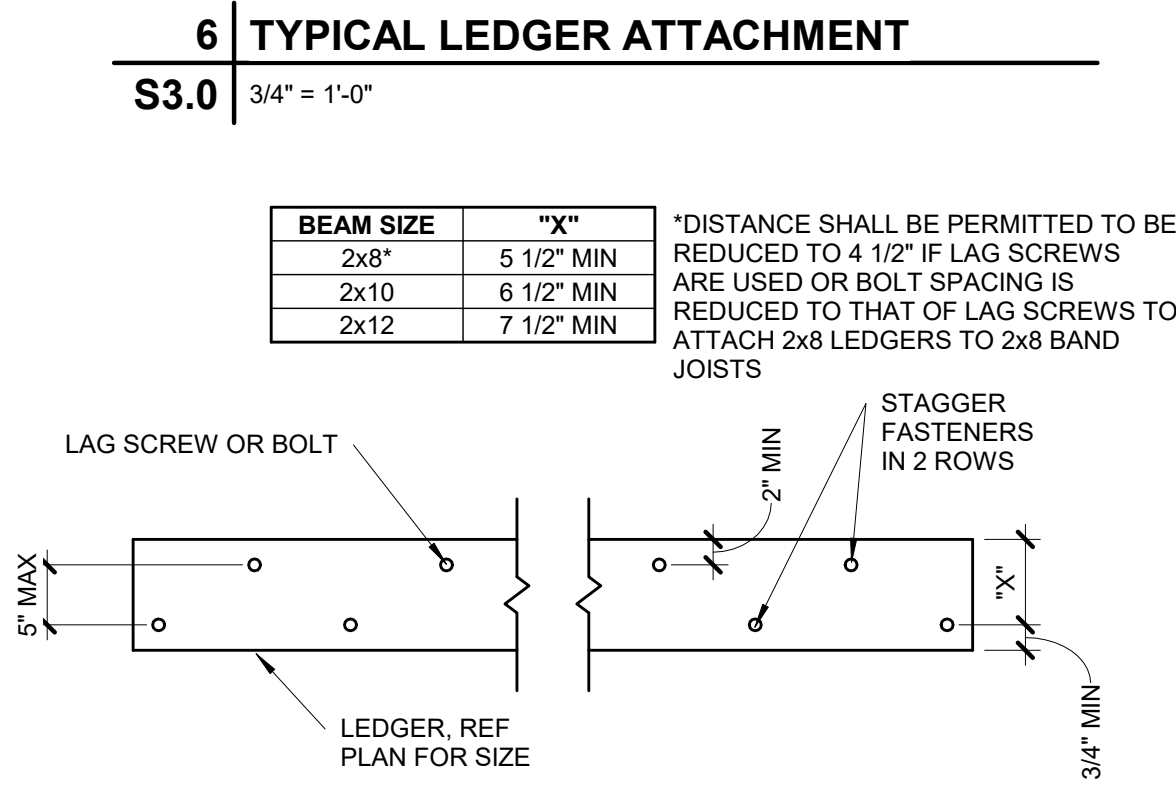 6 TYPICAL LEDGER ATTACHMENT
S3.0 3/4" = 1'-0"
BEAM SIZE "X"
2x8* 5 1/2" MIN
2x10 6 1/2" MIN
2x12 7 1/2" MIN
*DISTANCE SHALL BE PERMITTED TO BE
REDUCED TO 4 1/2" IF LAG SCREWS
ARE USED OR BOLT SPACING IS
REDUCED TO THAT OF LAG SCREWS TO
ATTACH 2x8 LEDGERS TO 2x8 BAND
JOISTS
LAG SCREW OR BOLT
2" MIN
STAGGER
FASTENERS
IN 2 ROWS
5" MAX
"X"
3/4" MIN
LEDGER, REF
PLAN FOR SIZE